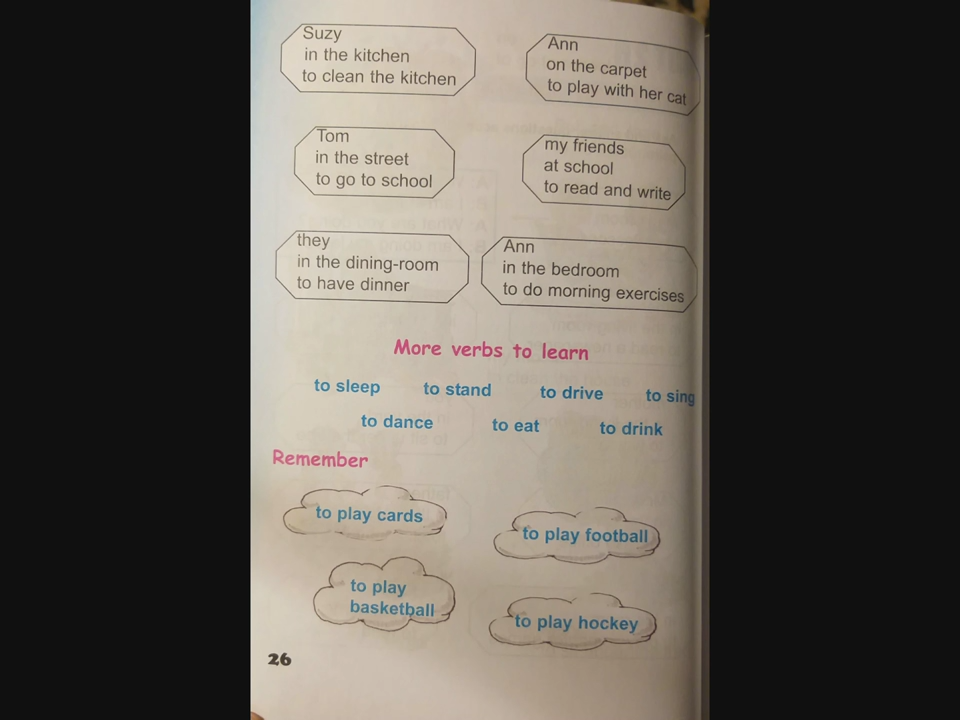 Suzy
in the kitchen
to clean the kitchen
Ann
on the carpet
to play with her cat
Tom
in the street
to go to school
my friends
at school
to read and write
they
in the dining-room
to have dinner
Ann
in the bedroom
to do morning exercises
More verbs to learn
to sleep to stand to drive to sing
to dance to eat to drink
Remember
to play cards
to play football
to play
basketball
to play hockey
26